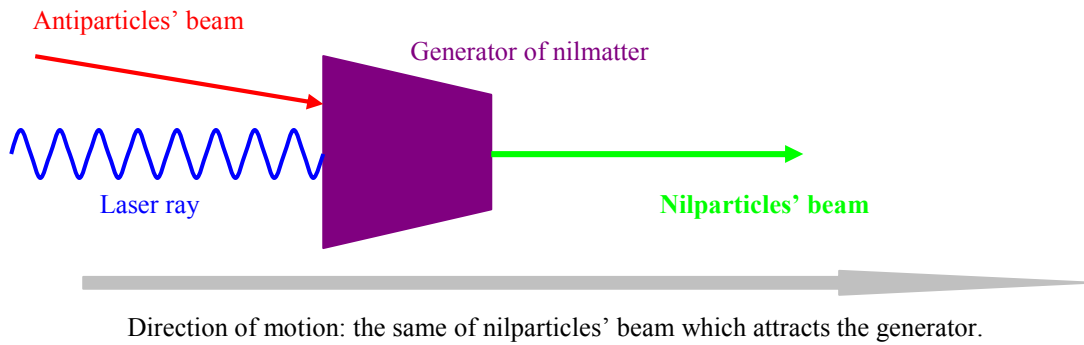 Antiparticles’ beam
Generator of nilmatter
Laser ray
Nilparticles’ beam
Direction of motion: the same of nilparticles’ beam which attracts the generator.